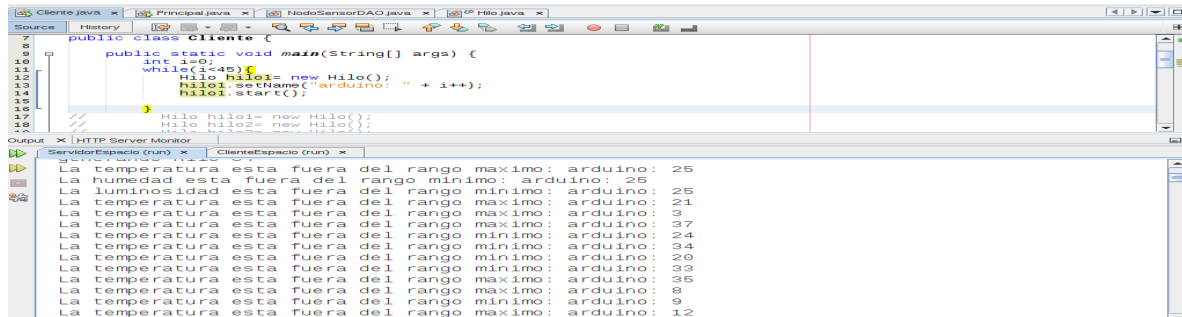 Cliente.java x Principal.java x NodoSensorDAO.java x Hilo.java x
Source History
7 public class Cliente {
8
9 public static void main(String[] args) {
10 int i=0;
11 while(i<45){
12 Hilo hilo1= new Hilo();
13 hilo1.setName("arduino: " + i++);
14 hilo1.start();
15
16 }
17 // Hilo hilo1= new Hilo();
18 // Hilo hilo2= new Hilo();
Output x HTTP Server Monitor
ServidorEspacio (run) x ClienteEspacio (run) x
La temperatura esta fuera del rango maximo: arduino: 25
La humedad esta fuera del rango minimo: arduino: 25
La luminosidad esta fuera del rango minimo: arduino: 25
La temperatura esta fuera del rango maximo: arduino: 21
La temperatura esta fuera del rango maximo: arduino: 3
La temperatura esta fuera del rango maximo: arduino: 37
La temperatura esta fuera del rango minimo: arduino: 24
La temperatura esta fuera del rango minimo: arduino: 34
La temperatura esta fuera del rango minimo: arduino: 20
La temperatura esta fuera del rango minimo: arduino: 33
La temperatura esta fuera del rango maximo: arduino: 35
La temperatura esta fuera del rango maximo: arduino: 8
La temperatura esta fuera del rango minimo: arduino: 9
La temperatura esta fuera del rango maximo: arduino: 12